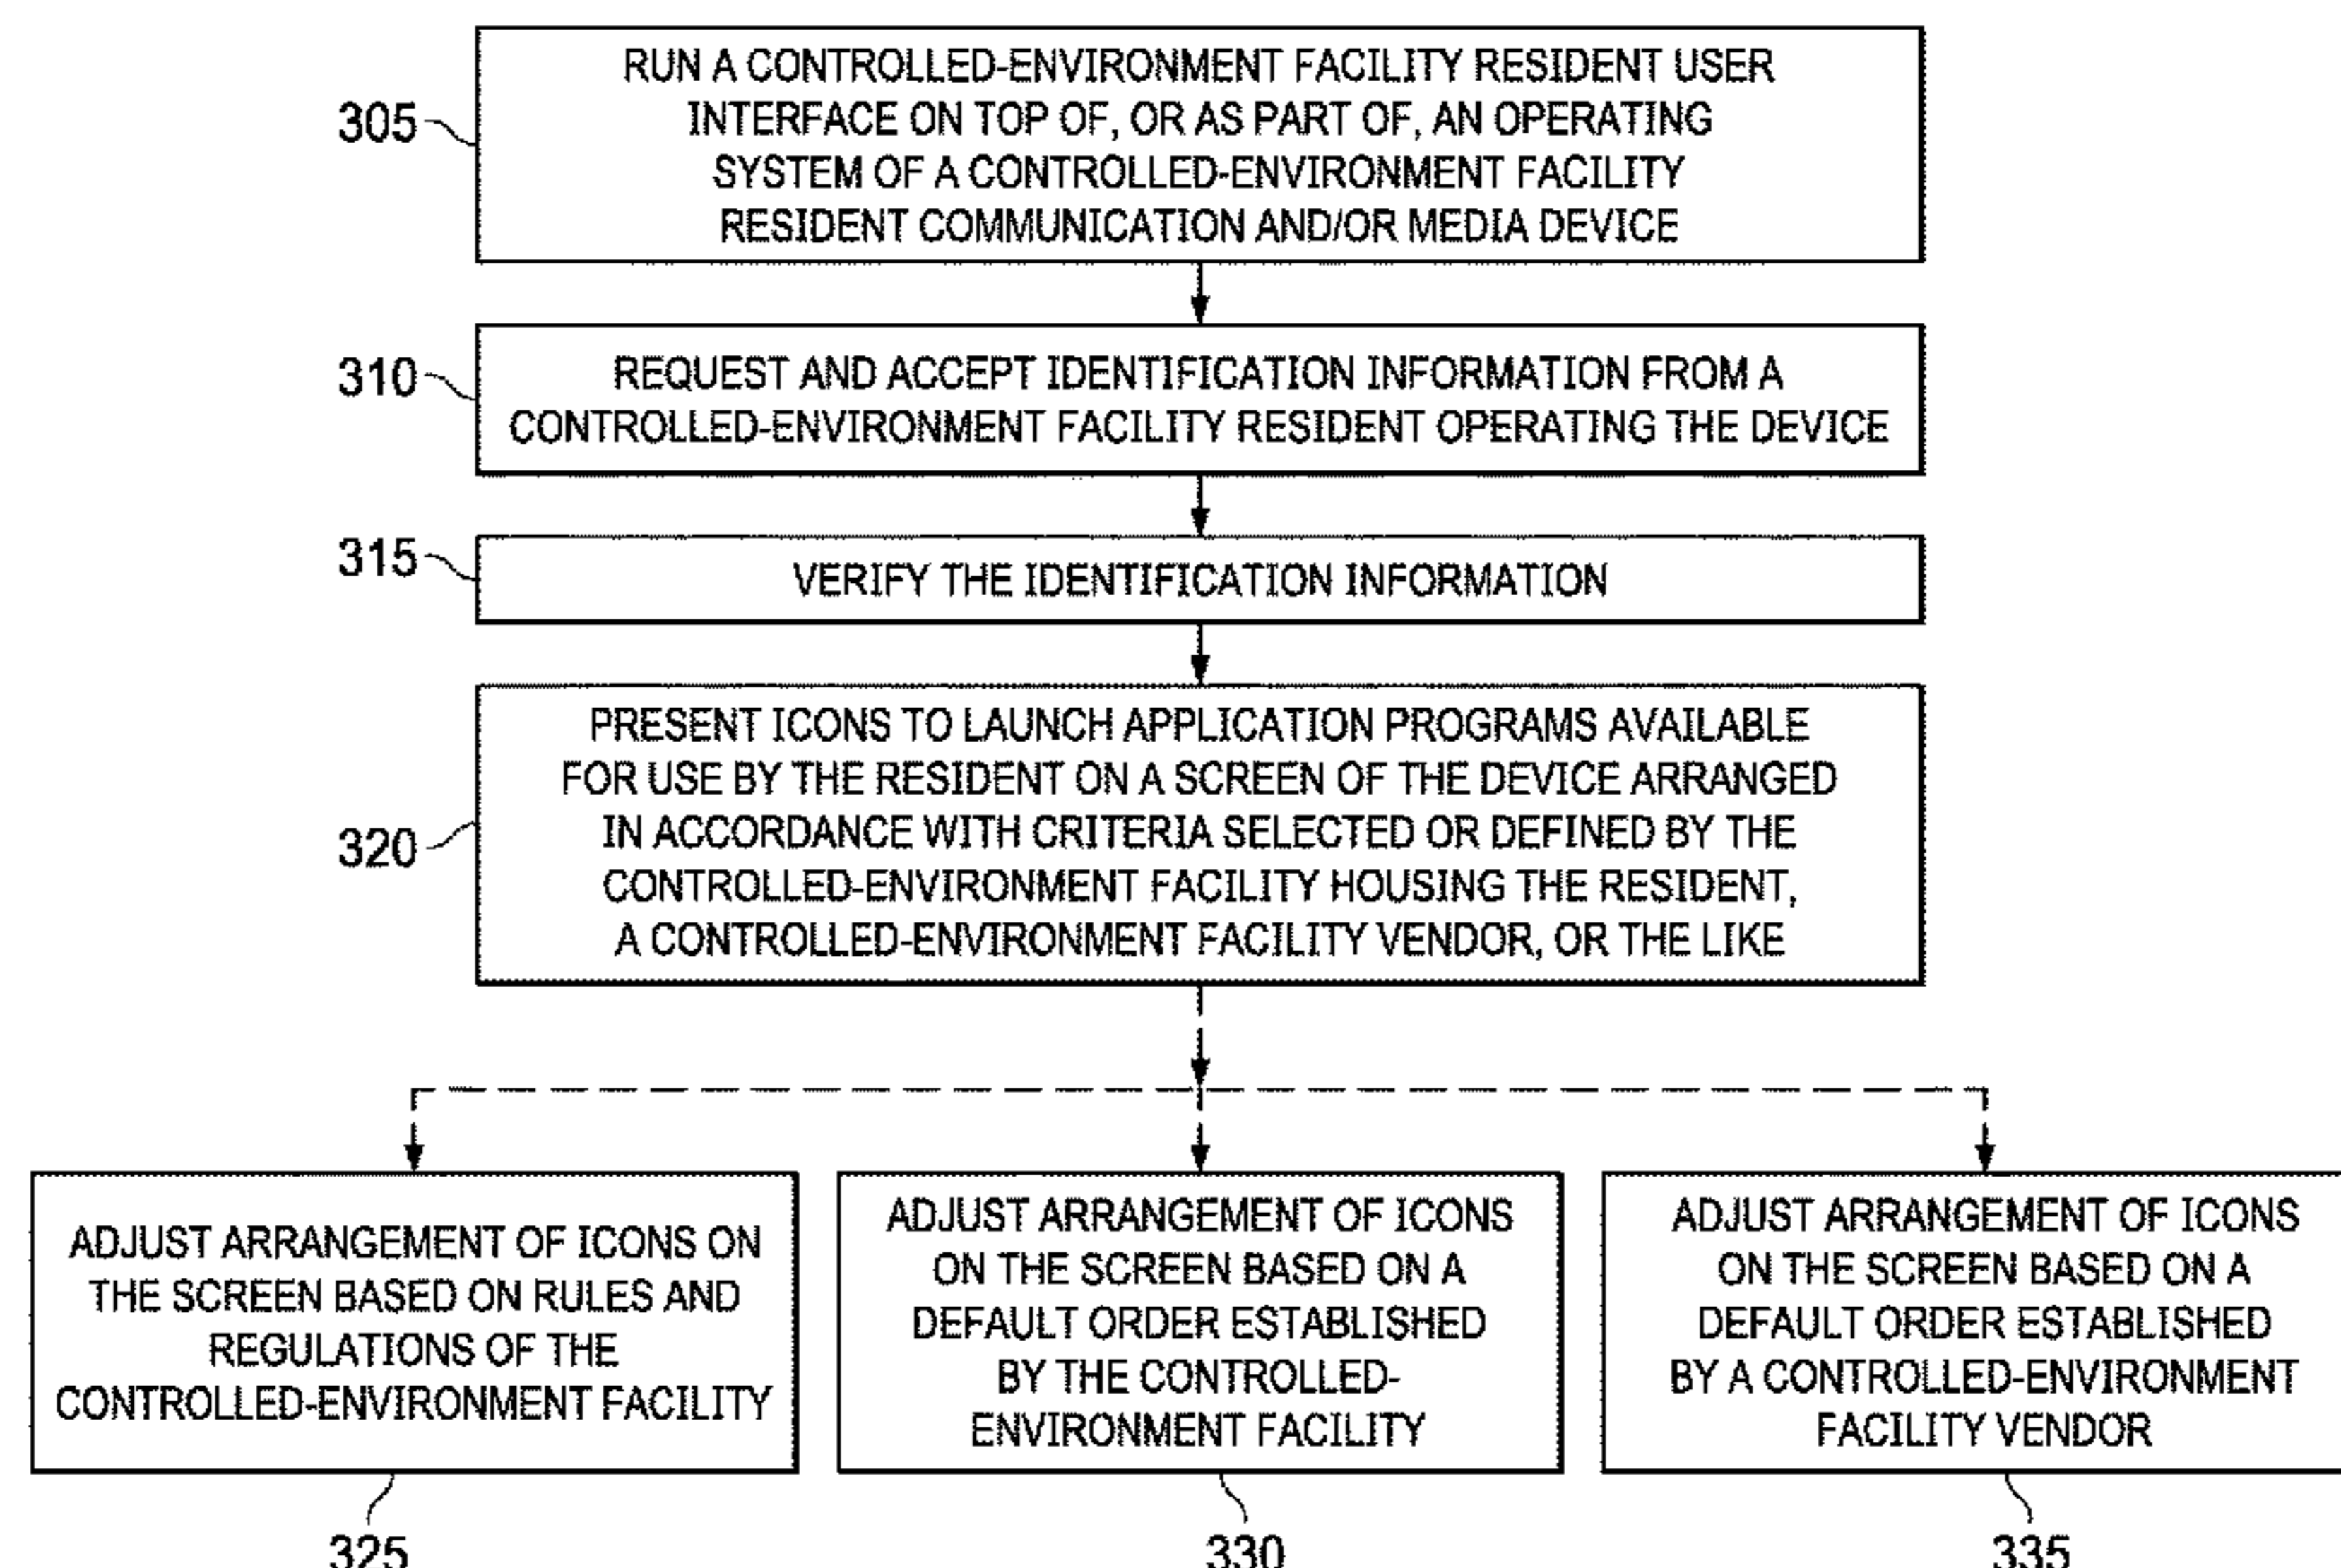 RUN A CONTROLLED-ENVIRONMENT FACILITY RESIDENT USER
INTERFACE ON TOP OF, OR AS PART OF, AN OPERATING
SYSTEM OF A CONTROLLED-ENVIRONMENT FACILITY
RESIDENT COMMUNICATION AND/OR MEDIA DEVICE
305
REQUEST AND ACCEPT IDENTIFICATION INFORMATION FROM A
CONTROLLED-ENVIRONMENT FACILITY RESIDENT OPERATING THE DEVICE
310
VERIFY THE IDENTIFICATION INFORMATION
315
PRESENT ICONS TO LAUNCH APPLICATION PROGRAMS AVAILABLE
FOR USE BY THE RESIDENT ON A SCREEN OF THE DEVICE ARRANGED
IN ACCORDANCE WITH CRITERIA SELECTED OR DEFINED BY THE
CONTROLLED-ENVIRONMENT FACILITY HOUSING THE RESIDENT,
A CONTROLLED-ENVIRONMENT FACILITY VENDOR, OR THE LIKE
320
ADJUST ARRANGEMENT OF ICONS ON
THE SCREEN BASED ON RULES AND
REGULATIONS OF THE
CONTROLLED-ENVIRONMENT FACILITY
325
ADJUST ARRANGEMENT OF ICONS
ON THE SCREEN BASED ON A
DEFAULT ORDER ESTABLISHED
BY THE CONTROLLED-
ENVIRONMENT FACILITY
330
ADJUST ARRANGEMENT OF ICONS
ON THE SCREEN BASED ON A
DEFAULT ORDER ESTABLISHED
BY A CONTROLLED-ENVIRONMENT
FACILITY VENDOR
335